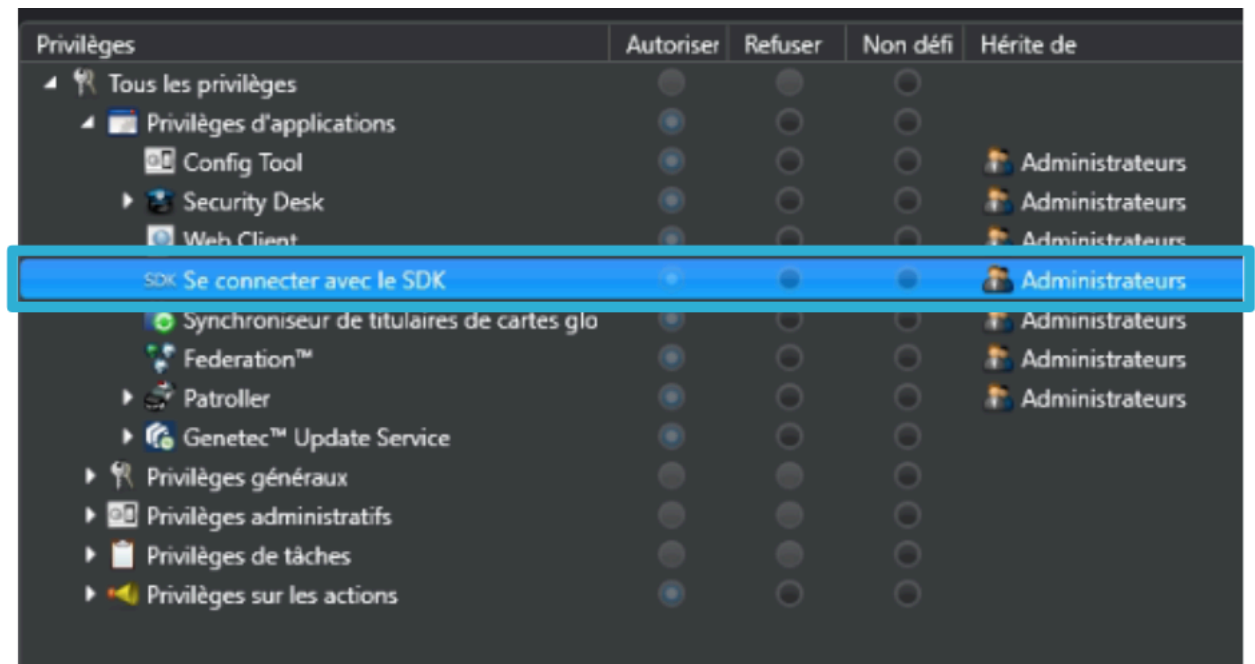 Privilèges Autoriser Refuser Non défi Hérite de
Tous les privilèges
Privilèges d'applications
Config Tool Administrateurs
Security Desk Administrateurs
Web Client Administrateurs
SDK Se connecter avec le SDK Administrateurs
Synchroniseur de titulaires de cartes glo Administrateurs
Federation™ Administrateurs
Patroller Administrateurs
Genetec™ Update Service
Privilèges généraux
Privilèges administratifs
Privilèges de tâches
Privilèges sur les actions